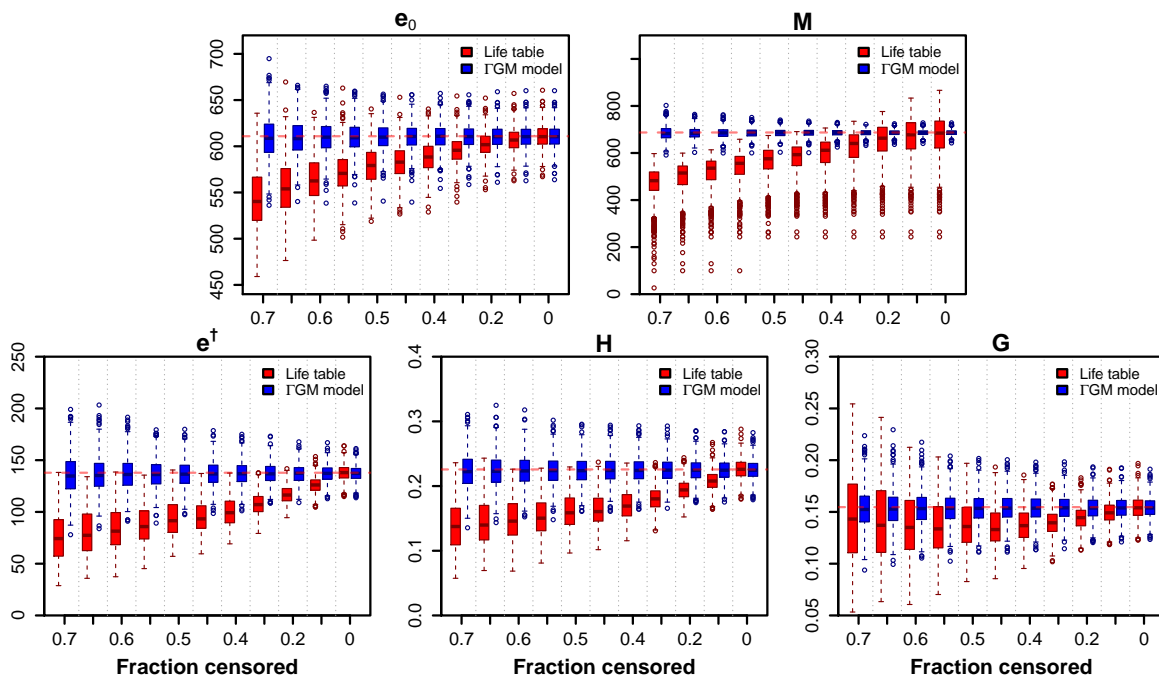 e₀
700
650
600
550
500
450
Life table
ΓGM model
0.7 0.6 0.5 0.4 0.2 0
M
800
600
400
200
0
Life table
ΓGM model
0.7 0.6 0.5 0.4 0.2 0
e†
250
200
150
100
50
0
Life table
ΓGM model
0.7 0.6 0.5 0.4 0.2 0
Fraction censored
H
0.4
0.3
0.2
0.1
0.0
Life table
ΓGM model
0.7 0.6 0.5 0.4 0.2 0
Fraction censored
G
0.30
0.25
0.20
0.15
0.10
0.05
Life table
ΓGM model
0.7 0.6 0.5 0.4 0.2 0
Fraction censored